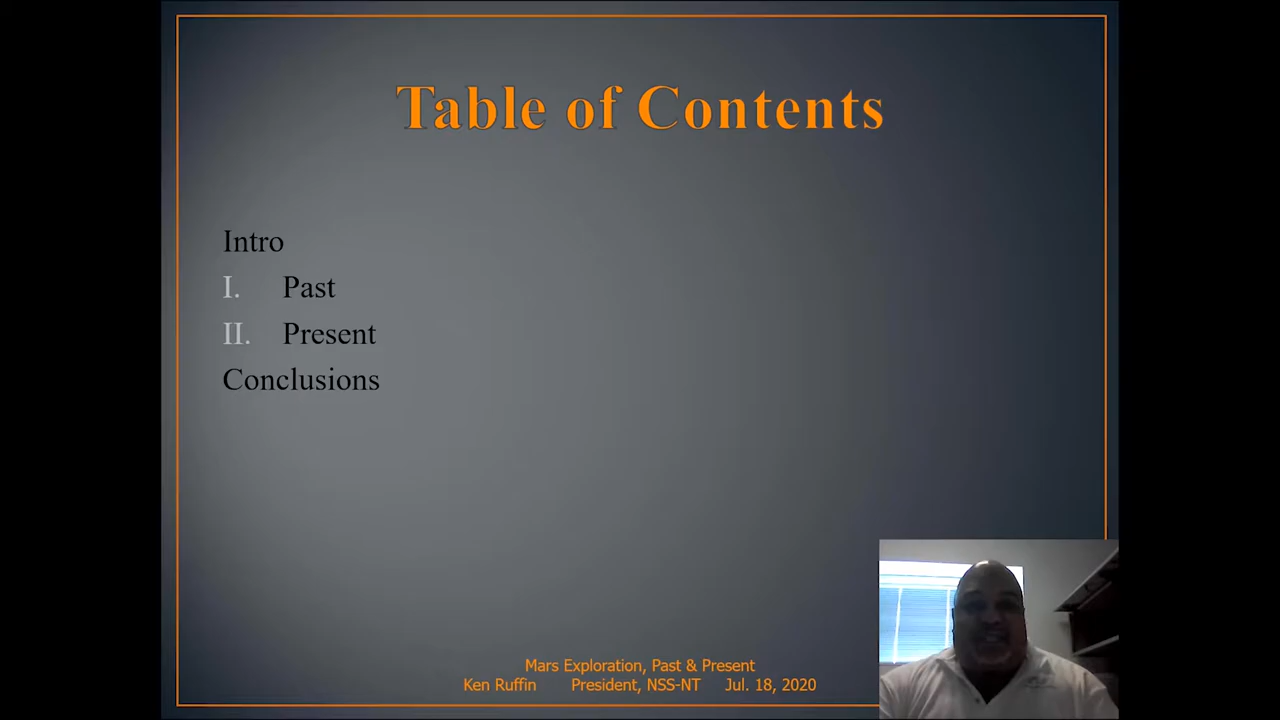 Table of Contents
Intro
I. Past
II. Present
Conclusions
Mars Exploration, Past & Present
Ken Ruffin President, NSS-NT Jul. 18, 2020